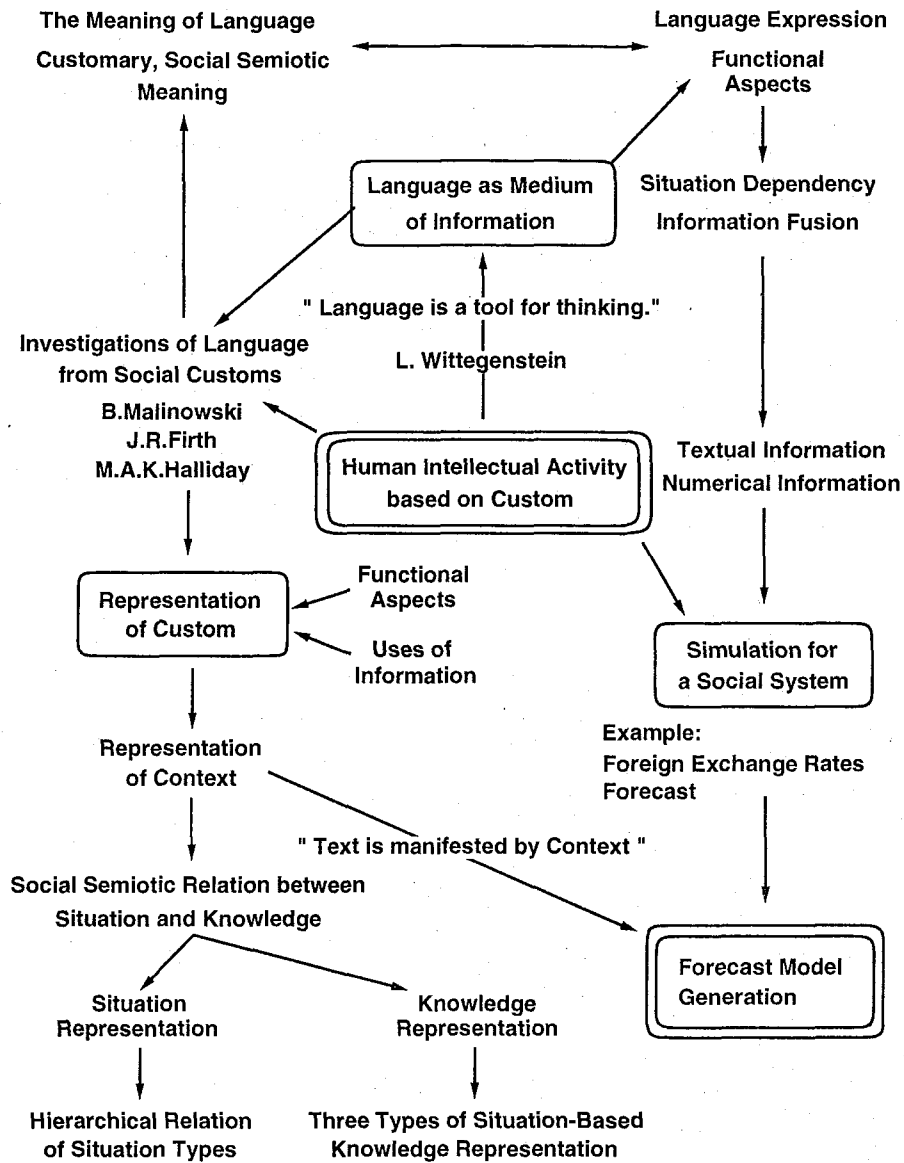 The Meaning of Language
Customary, Social Semiotic
Meaning
Language Expression
Functional
Aspects
Language as Medium
of Information
Situation Dependency
Information Fusion
" Language is a tool for thinking."
L. Wittegenstein
Investigations of Language
from Social Customs
B.Malinowski
J.R.Firth
M.A.K.Halliday
Human Intellectual Activity
based on Custom
Textual Information
Numerical Information
Representation
of Custom
Functional
Aspects
Uses of
Information
Simulation for
a Social System
Example:
Foreign Exchange Rates
Forecast
Representation
of Context
" Text is manifested by Context "
Social Semiotic Relation between
Situation and Knowledge
Forecast Model
Generation
Situation
Representation
Knowledge
Representation
Hierarchical Relation
of Situation Types
Three Types of Situation-Based
Knowledge Representation